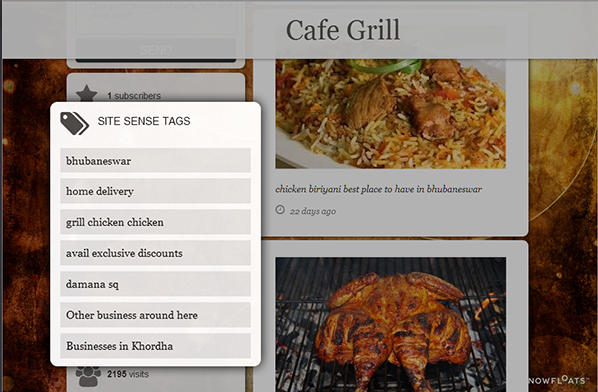 Cafe Grill
SEND
1 subscribers
SITE SENSE TAGS
bhubaneswar
home delivery
grill chicken chicken
avail exclusive discounts
damana sq
Other business around here
Businesses in Khordha
2195 visits
chicken biriyani best place to have in bhubaneswar
22 days ago
NOWFLOATS™